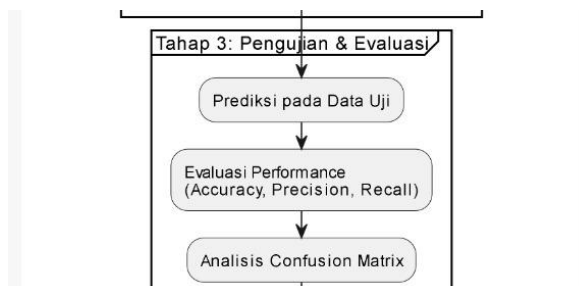 Tahap 3: Pengujian & Evaluasi
Prediksi pada Data Uji
Evaluasi Performance
(Accuracy, Precision, Recall)
Analisis Confusion Matrix